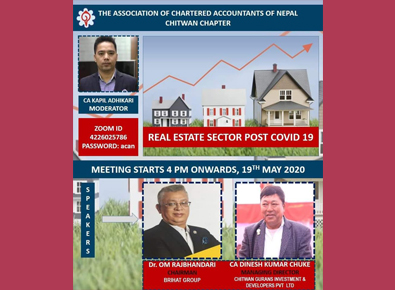 THE ASSOCIATION OF CHARTERED ACCOUNTANTS OF NEPAL
CHITWAN CHAPTER
CA KAPIL ADHIKARI
MODERATOR
ZOOM ID
4226025786
PASSWORD: acan
REAL ESTATE SECTOR POST COVID 19
MEETING STARTS 4 PM ONWARDS, 19TH MAY 2020
SPEAKERS
Dr. OM RAJBHANDARI
CHAIRMAN
BRIHAT GROUP
CA DINESH KUMAR CHUKE
MANAGING DIRECTOR
CHITWAN GURANS INVESTMENT &
DEVELOPERS PVT LTD